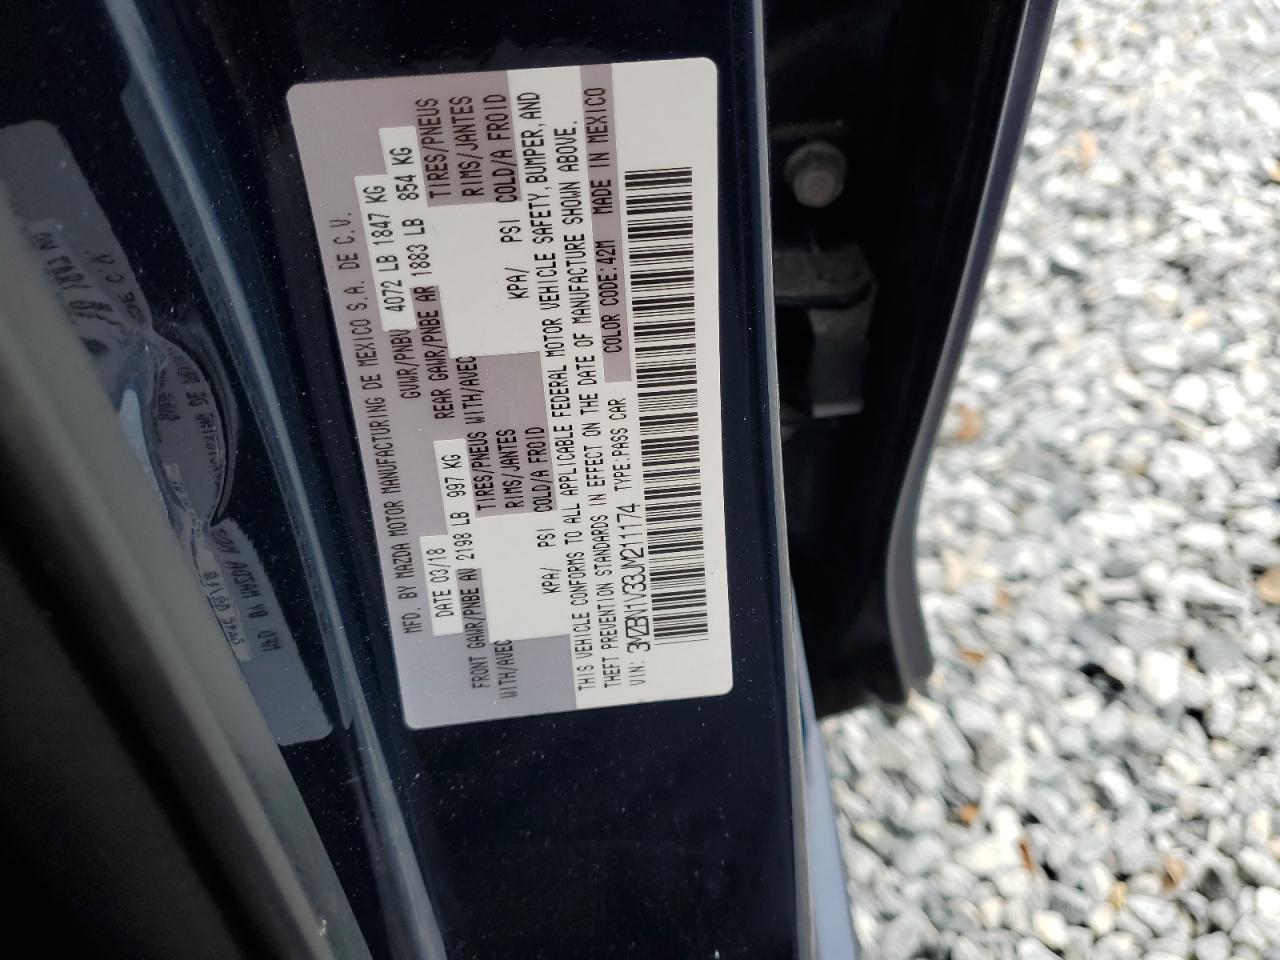 MFD. BY MAZDA MOTOR MANUFACTURING DE MEXICO S.A. DE C.V.
DATE 03/18 GVWR/PNBV 4072 LB 1847 KG
FRONT GAWR/PNBE AV 2198 LB 997 KG REAR GAWR/PNBE AR 1883 LB 854 KG
WITH/AVEC TIRES/PNEUS WITH/AVEC TIRES/PNEUS
RIMS/JANTES RIMS/JANTES
KPA/ PSI COLD/A FROID KPA/ PSI COLD/A FROID
THIS VEHICLE CONFORMS TO ALL APPLICABLE FEDERAL MOTOR VEHICLE SAFETY, BUMPER, AND
THEFT PREVENTION STANDARDS IN EFFECT ON THE DATE OF MANUFACTURE SHOWN ABOVE.
VIN: 3MZBN1V33JM211174 TYPE:PASS CAR COLOR CODE:42M MADE IN MEXICO